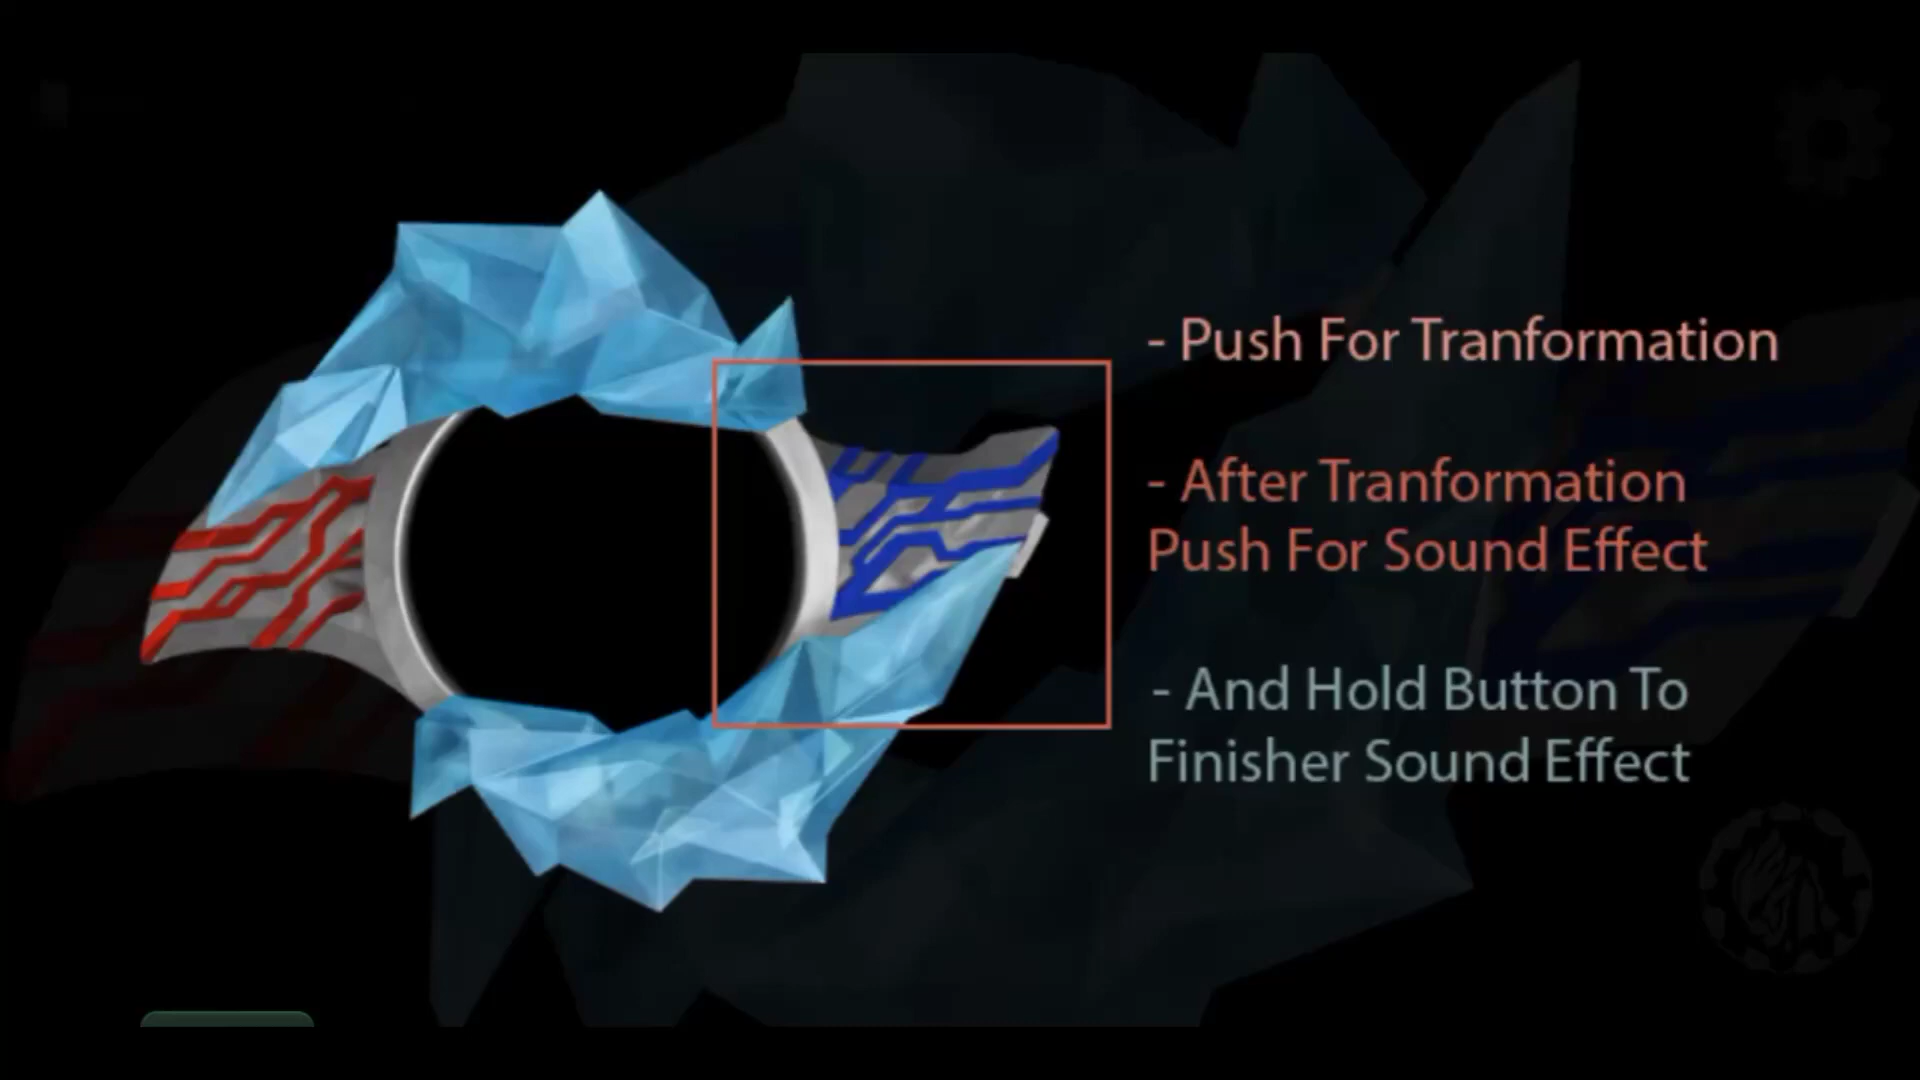 - Push For Tranformation
- After Tranformation
Push For Sound Effect
- And Hold Button To
Finisher Sound Effect